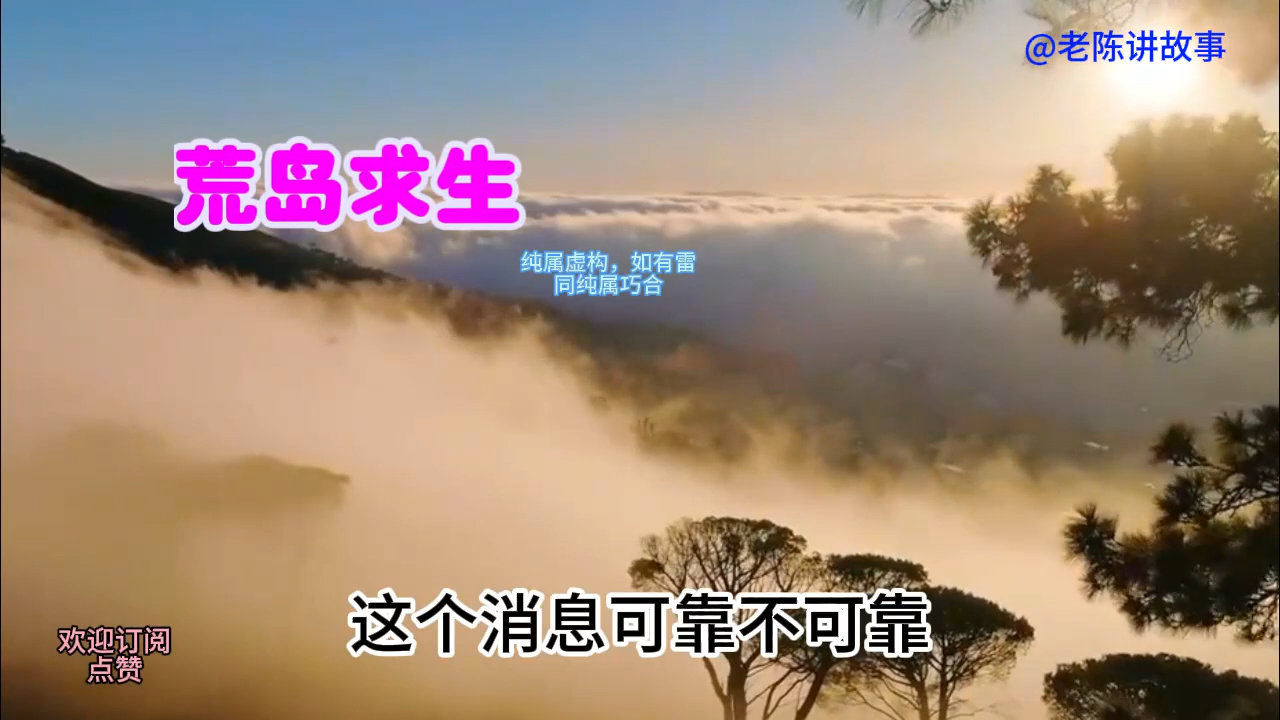 @老陈讲故事
荒岛求生
纯属虚构，如有雷
同纯属巧合
这个消息可靠不可靠
欢迎订阅
点赞